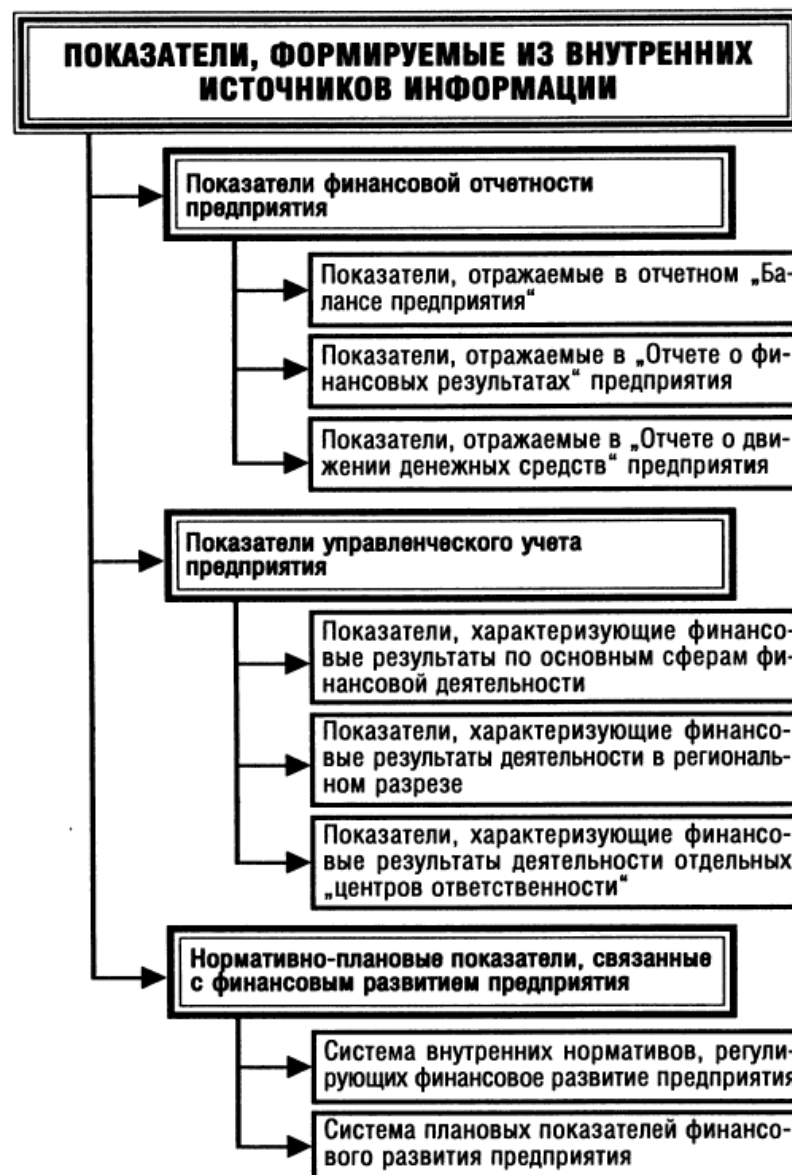 ПОКАЗАТЕЛИ, ФОРМИРУЕМЫЕ ИЗ ВНУТРЕННИХ
ИСТОЧНИКОВ ИНФОРМАЦИИ
Показатели финансовой отчетности
предприятия
Показатели, отражаемые в отчетном „Ба-
лансе предприятия“
Показатели, отражаемые в „Отчете о фи-
нансовых результатах“ предприятия
Показатели, отражаемые в „Отчете о дви-
жении денежных средств“ предприятия
Показатели управленческого учета
предприятия
Показатели, характеризующие финансо-
вые результаты по основным сферам фи-
нансовой деятельности
Показатели, характеризующие финансо-
вые результаты деятельности в региональ-
ном разрезе
Показатели, характеризующие финансо-
вые результаты деятельности отдельных
„центров ответственности“
Нормативно-плановые показатели, связанные
с финансовым развитием предприятия
Система внутренних нормативов, регули-
рующих финансовое развитие предприятия
Система плановых показателей финансо-
вого развития предприятия